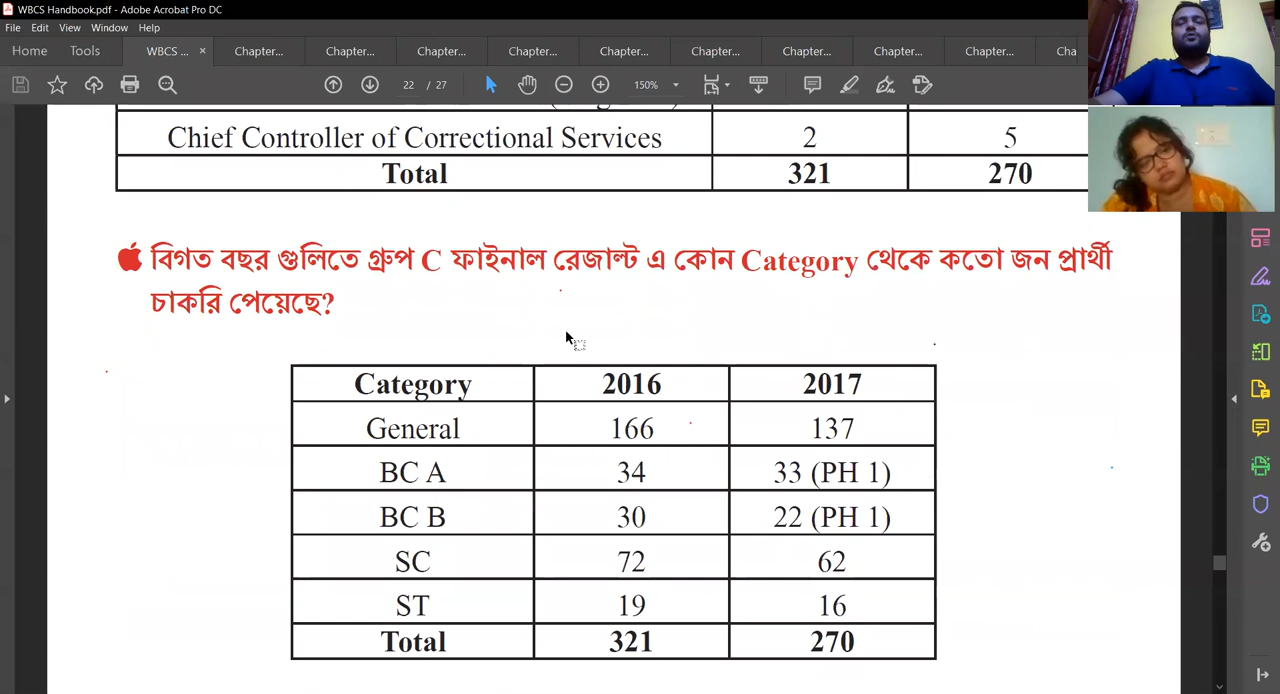 WBCS Handbook.pdf - Adobe Acrobat Pro DC
File Edit View Window Help
Home Tools WBCS ... × Chapter... Chapter... Chapter... Chapter... Chapter... Chapter... Chapter... Chapter... Chapter... Cha
22 / 27 150%
Chief Controller of Correctional Services 2 5
Total 321 270
বিগত বছর গুলিতে গ্রুপ C ফাইনাল রেজাল্ট এ কোন Category থেকে কতো জন প্রার্থী
চাকরি পেয়েছে?
Category 2016 2017
General 166 137
BC A 34 33 (PH 1)
BC B 30 22 (PH 1)
SC 72 62
ST 19 16
Total 321 270